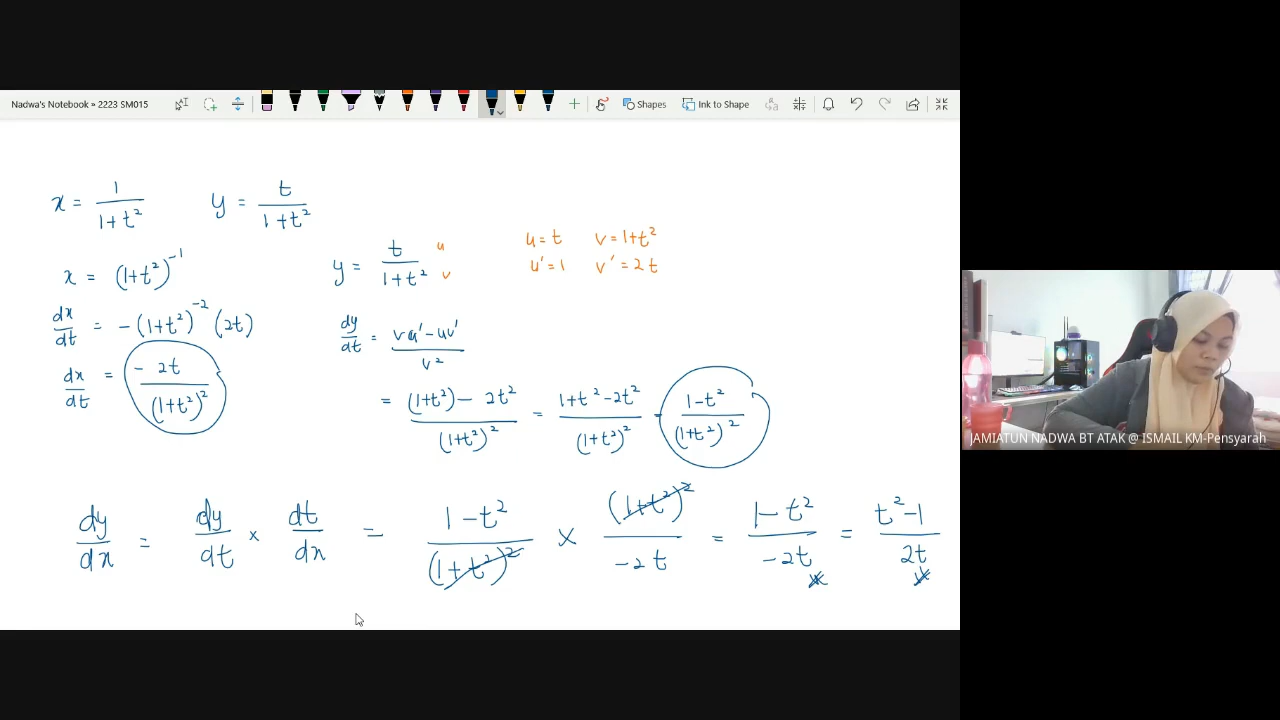 Nadwa's Notebook » 2223 SM015
Shapes
Ink to Shape
x = 1/(1+t²)   y = t/(1+t²)
x = (1+t²)⁻¹
dx/dt = -(1+t²)⁻² (2t)
dx/dt = -2t/(1+t²)²
y = t/(1+t²)   u   v
u = t   v = 1+t²
u' = 1   v' = 2t
dy/dt = (vu' - uv')/v²
= ((1+t²) - 2t²)/(1+t²)² = (1+t²-2t²)/(1+t²)² = (1-t²)/(1+t²)²
dy/dx = dy/dt × dt/dx = (1-t²)/(1+t²)² × (1+t²)²/(-2t) = (1-t²)/(-2t) = (t²-1)/(2t)
JAMIATUN NADWA BT ATAK @ ISMAIL KM-Pensyarah